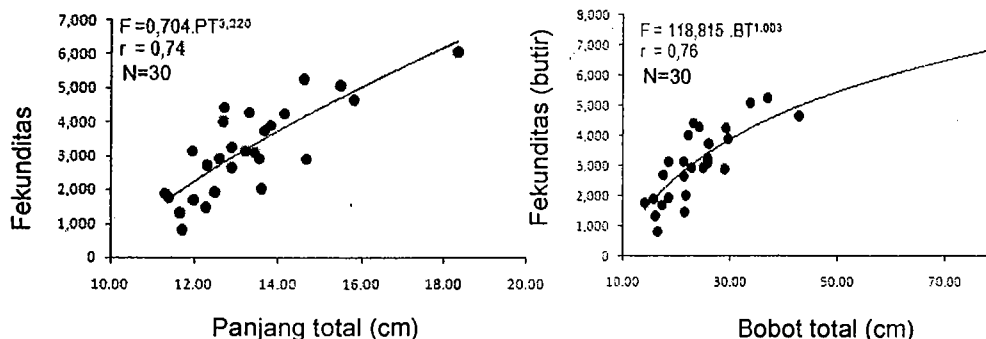 F=0,704.PT3,220
r = 0,74
N=30
7,000
6,000
5,000
4,000
3,000
2,000
1,000
0
10.00 12.00 14.00 16.00 18.00 20.00
Fekunditas
Panjang total (cm)
F = 118,815 .BT1.003
r = 0,76
N=30
9,000
8,000
7,000
6,000
5,000
4,000
3,000
2,000
1,000
0
10.00 30.00 50.00 70.00
Fekunditas (butir)
Bobot total (cm)